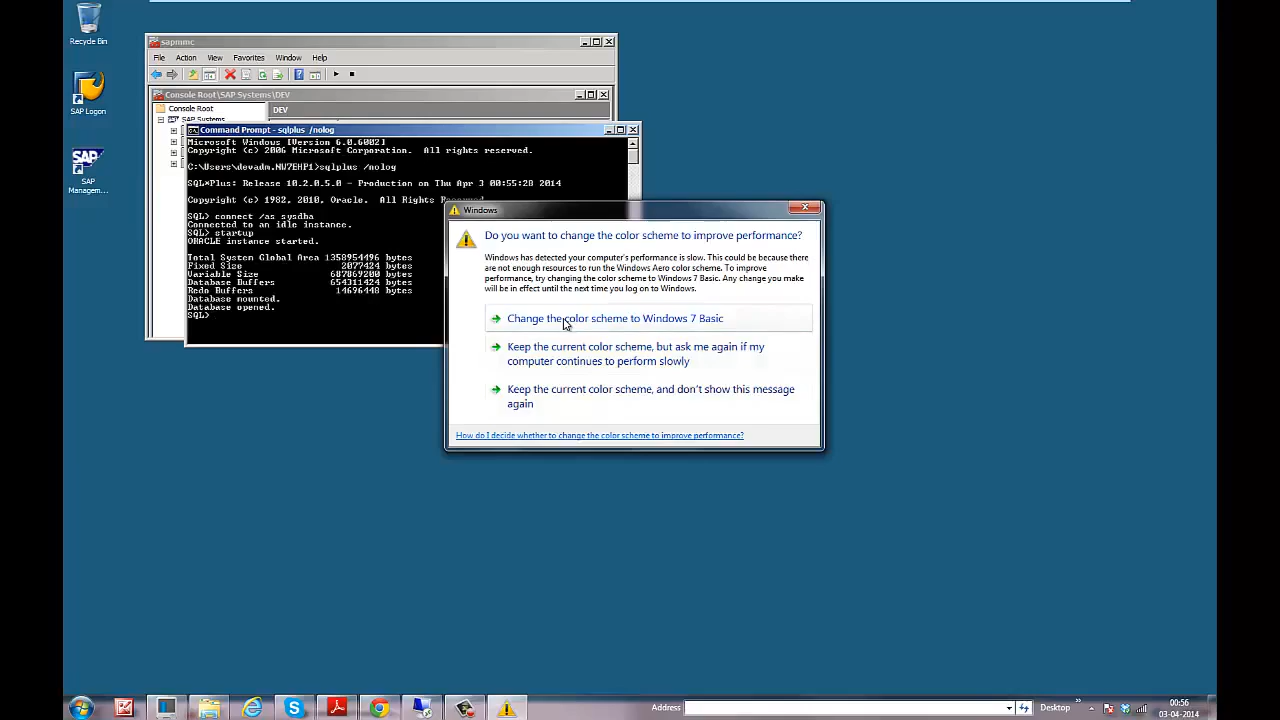 Recycle Bin
SAP Logon
SAP
Managem...
sapmmc
File Action View Favorites Window Help
Console Root\SAP Systems\DEV
Console Root
SAP Systems
DEV
Command Prompt - sqlplus /nolog
Microsoft Windows [Version 6.0.6002]
Copyright (c) 2006 Microsoft Corporation. All rights reserved.
C:\Users\devadm.NW7EHP1>sqlplus /nolog
SQL*Plus: Release 10.2.0.5.0 - Production on Thu Apr 3 00:55:28 2014
Copyright (c) 1982, 2010, Oracle. All Rights Reserved.
SQL> connect /as sysdba
Connected to an idle instance.
SQL> startup
ORACLE instance started.
Total System Global Area 1358954496 bytes
Fixed Size 2077424 bytes
Variable Size 687869200 bytes
Database Buffers 654311424 bytes
Redo Buffers 14696448 bytes
Database mounted.
Database opened.
SQL>
Windows
Do you want to change the color scheme to improve performance?
Windows has detected your computer's performance is slow. This could be because there
are not enough resources to run the Windows Aero color scheme. To improve
performance, try changing the color scheme to Windows 7 Basic. Any change you make
will be in effect until the next time you log on to Windows.
Change the color scheme to Windows 7 Basic
Keep the current color scheme, but ask me again if my
computer continues to perform slowly
Keep the current color scheme, and don't show this message
again
How do I decide whether to change the color scheme to improve performance?
Address
Desktop
00:56
03-04-2014